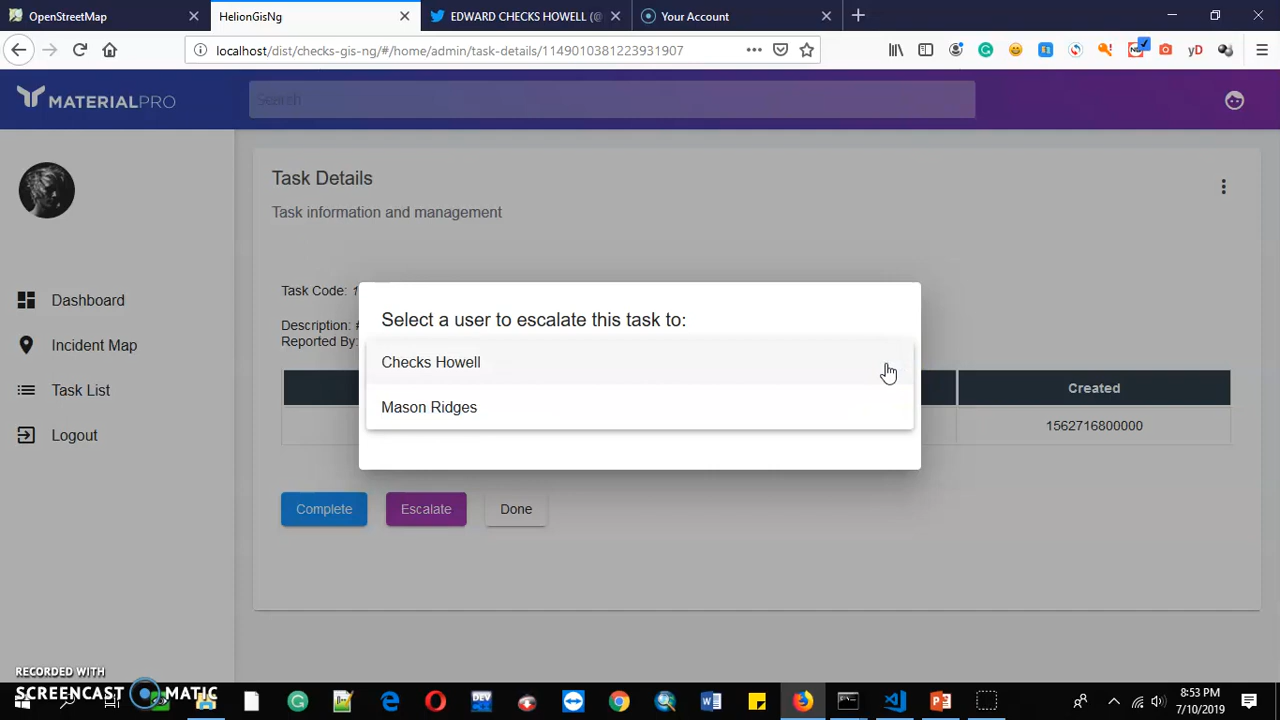 OpenStreetMap
HelionGisNg
EDWARD CHECKS HOWELL (@
Your Account
localhost/dist/checks-gis-ng/#/home/admin/task-details/1149010381223931907
MATERIALPRO
Search
Task Details
Task information and management
Dashboard
Incident Map
Task List
Logout
Task Code:
Description: #
Reported By:
Select a user to escalate this task to:
Checks Howell
Mason Ridges
Created
1562716800000
Complete
Escalate
Done
RECORDED WITH
SCREENCAST MATIC
8:53 PM
7/10/2019